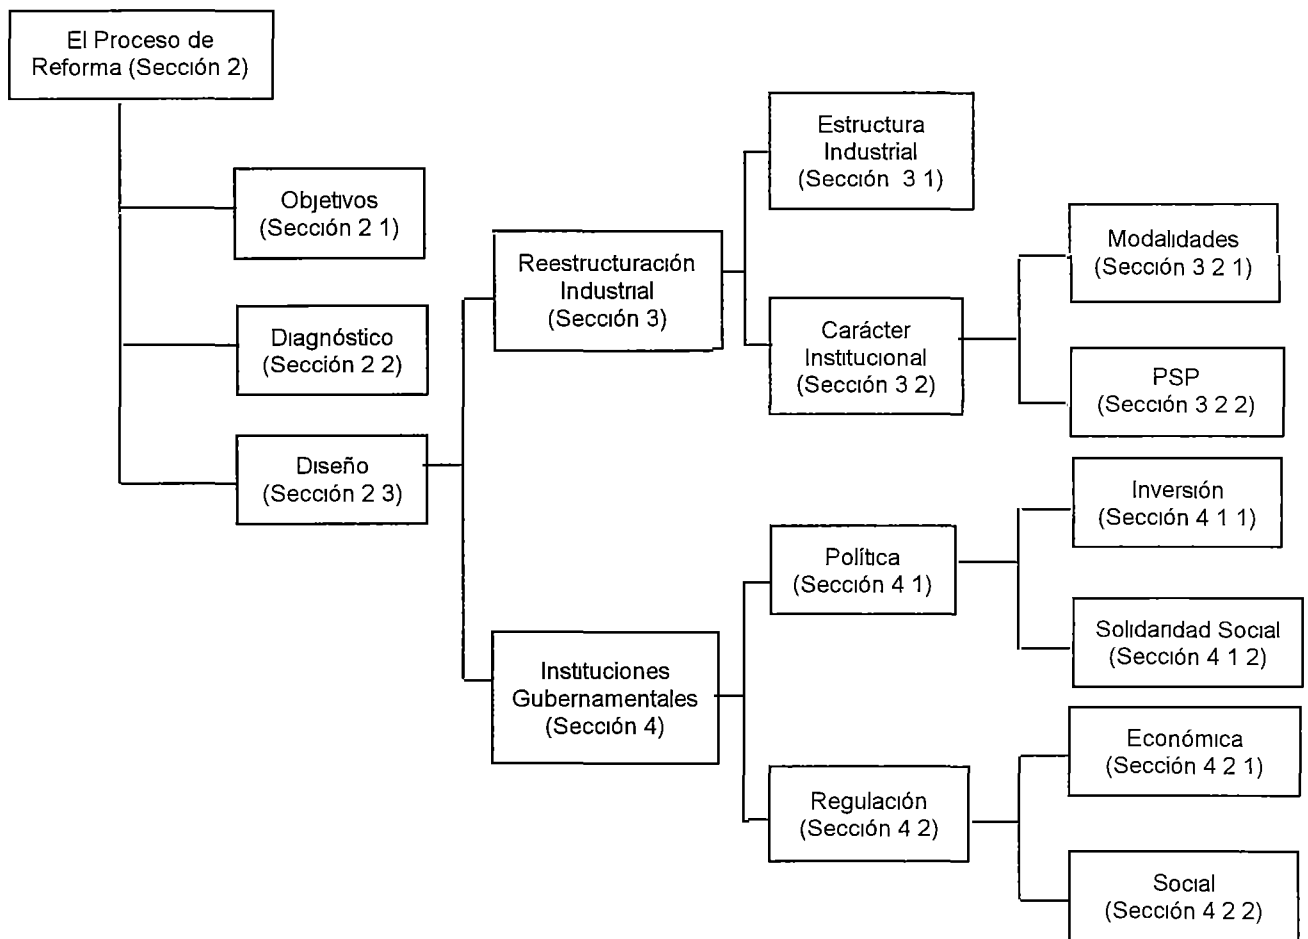 El Proceso de
Reforma (Sección 2)
Objetivos
(Sección 2 1)
Diagnóstico
(Sección 2 2)
Diseño
(Sección 2 3)
Reestructuración
Industrial
(Sección 3)
Instituciones
Gubernamentales
(Sección 4)
Estructura
Industrial
(Sección 3 1)
Carácter
Institucional
(Sección 3 2)
Política
(Sección 4 1)
Regulación
(Sección 4 2)
Modalidades
(Sección 3 2 1)
PSP
(Sección 3 2 2)
Inversión
(Sección 4 1 1)
Solidaridad Social
(Sección 4 1 2)
Económica
(Sección 4 2 1)
Social
(Sección 4 2 2)